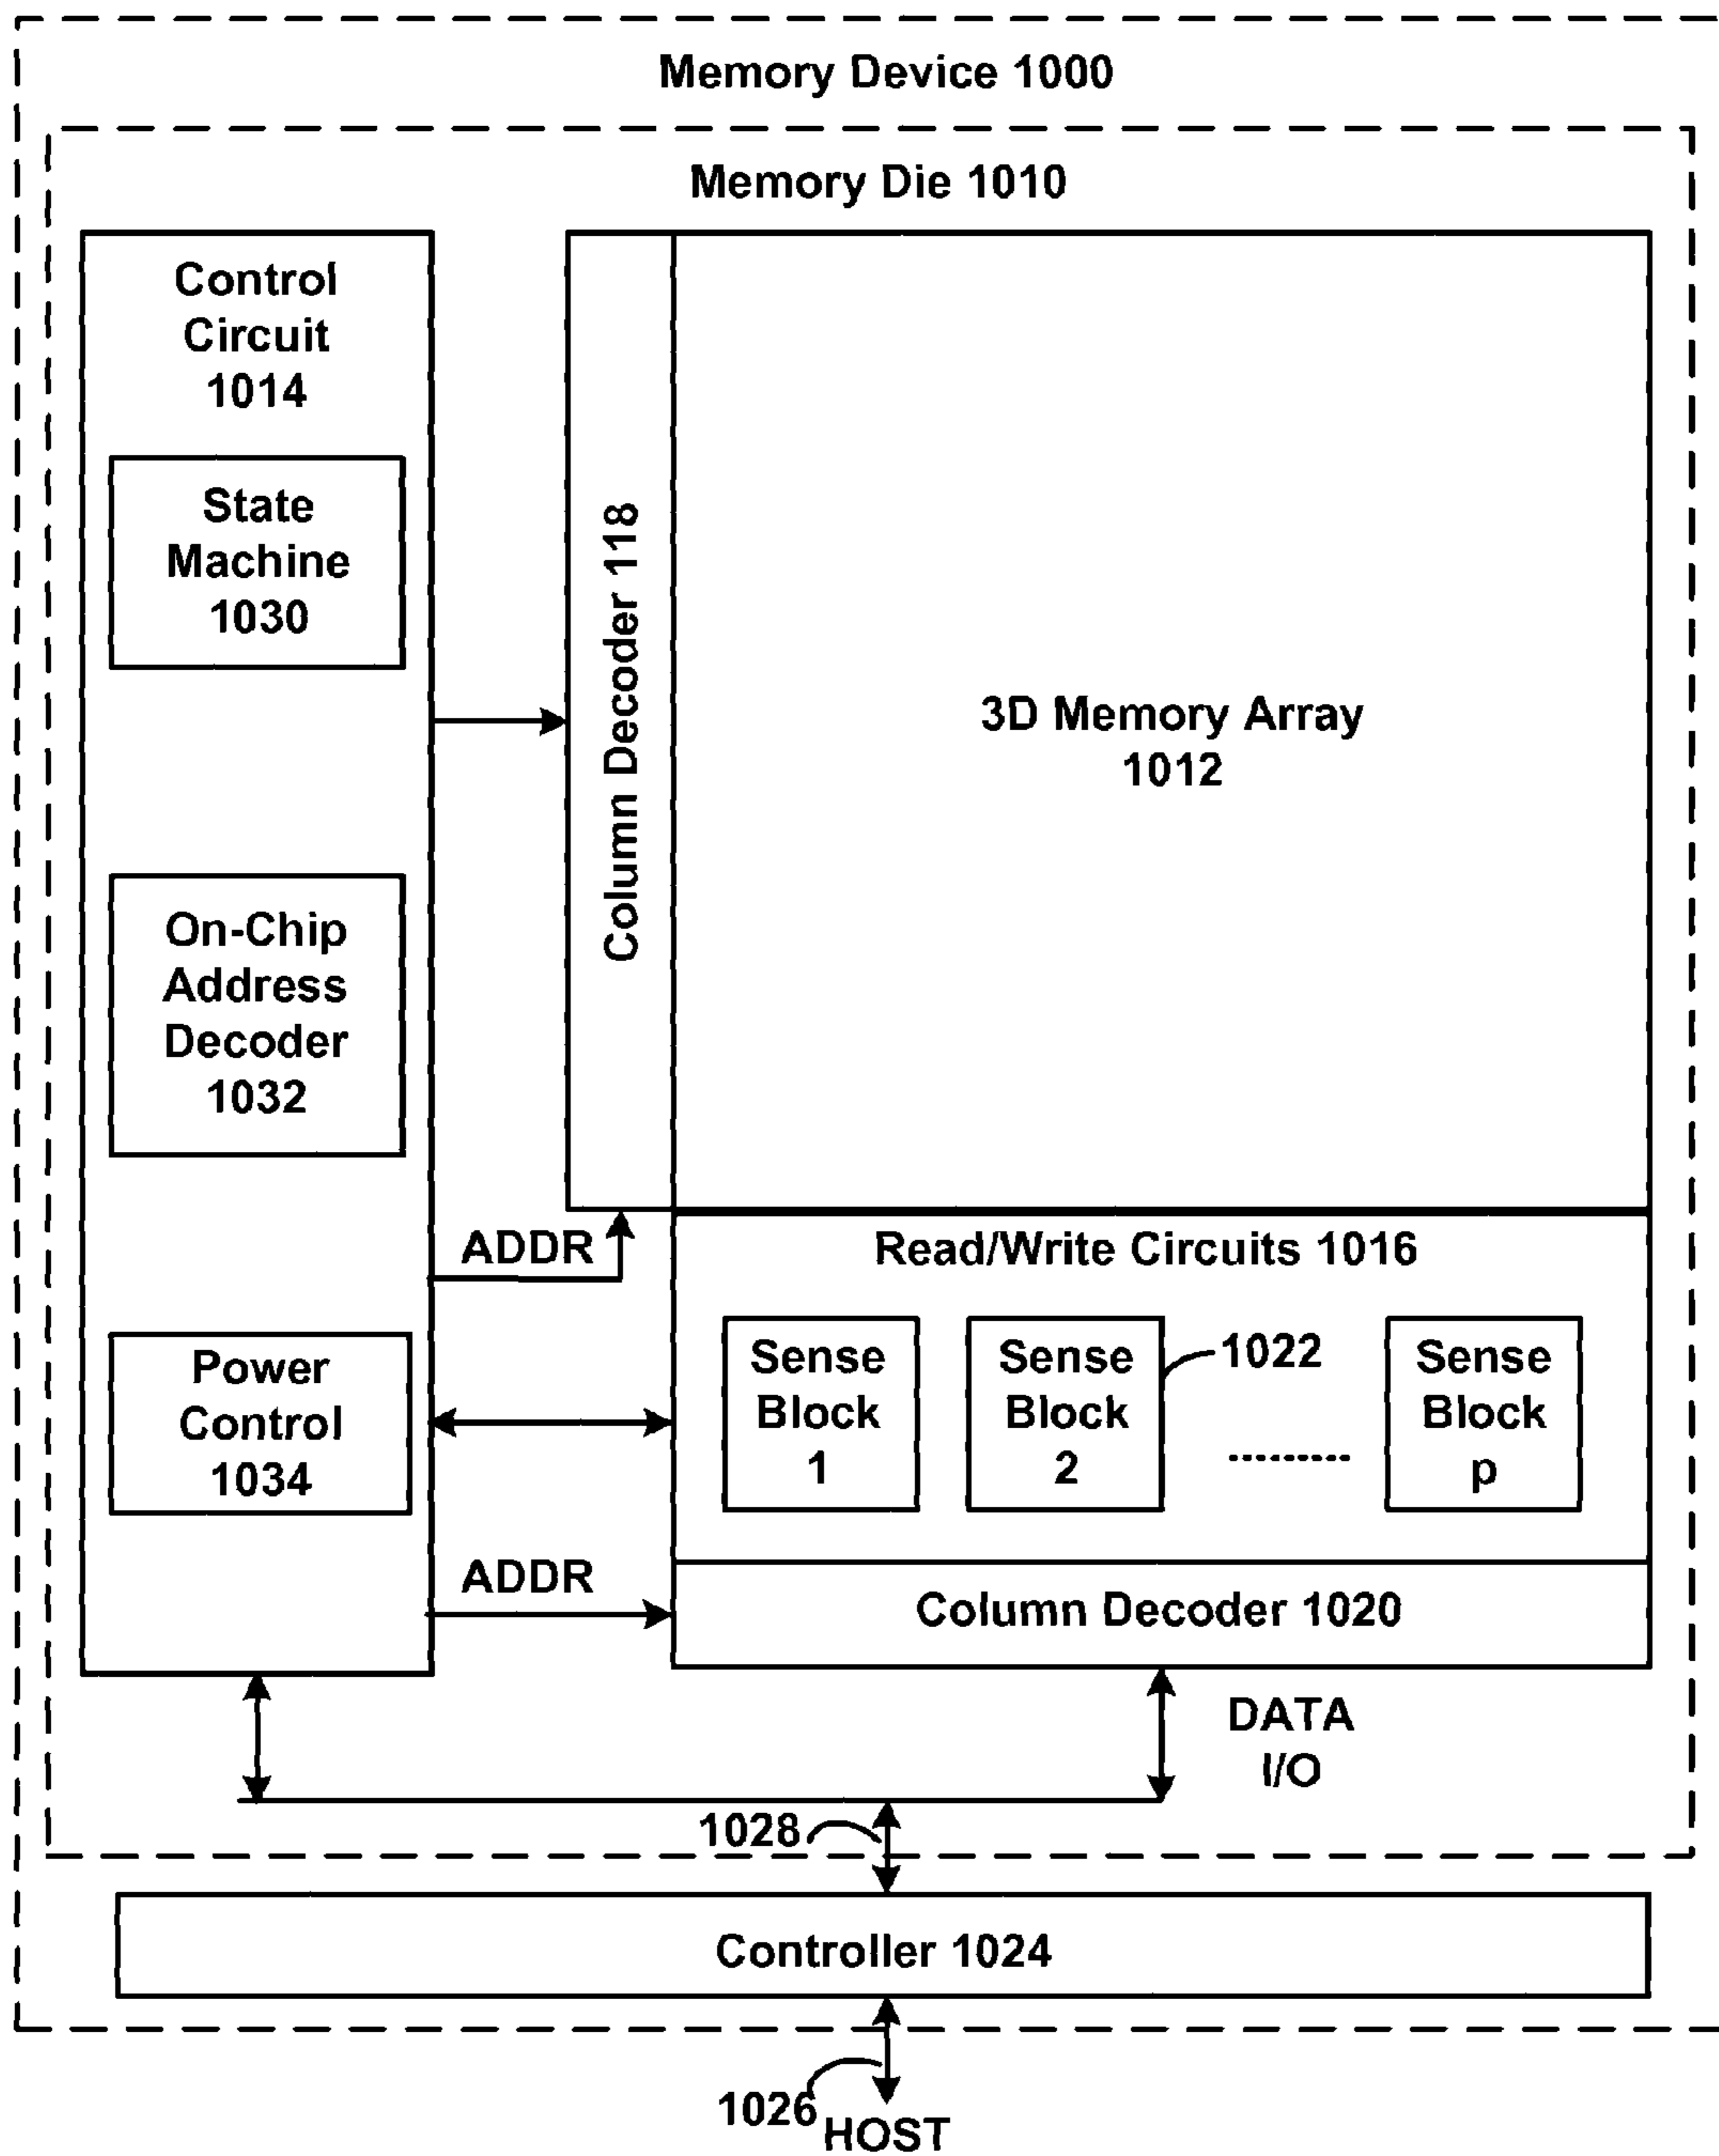 Memory Device 1000
Memory Die 1010
Control
Circuit
1014
State
Machine
1030
On-Chip
Address
Decoder
1032
Power
Control
1034
Column Decoder 118
3D Memory Array
1012
ADDR
Read/Write Circuits 1016
Sense
Block
1
Sense
Block
2
1022
.........
Sense
Block
p
ADDR
Column Decoder 1020
DATA
I/O
1028
Controller 1024
1026
HOST